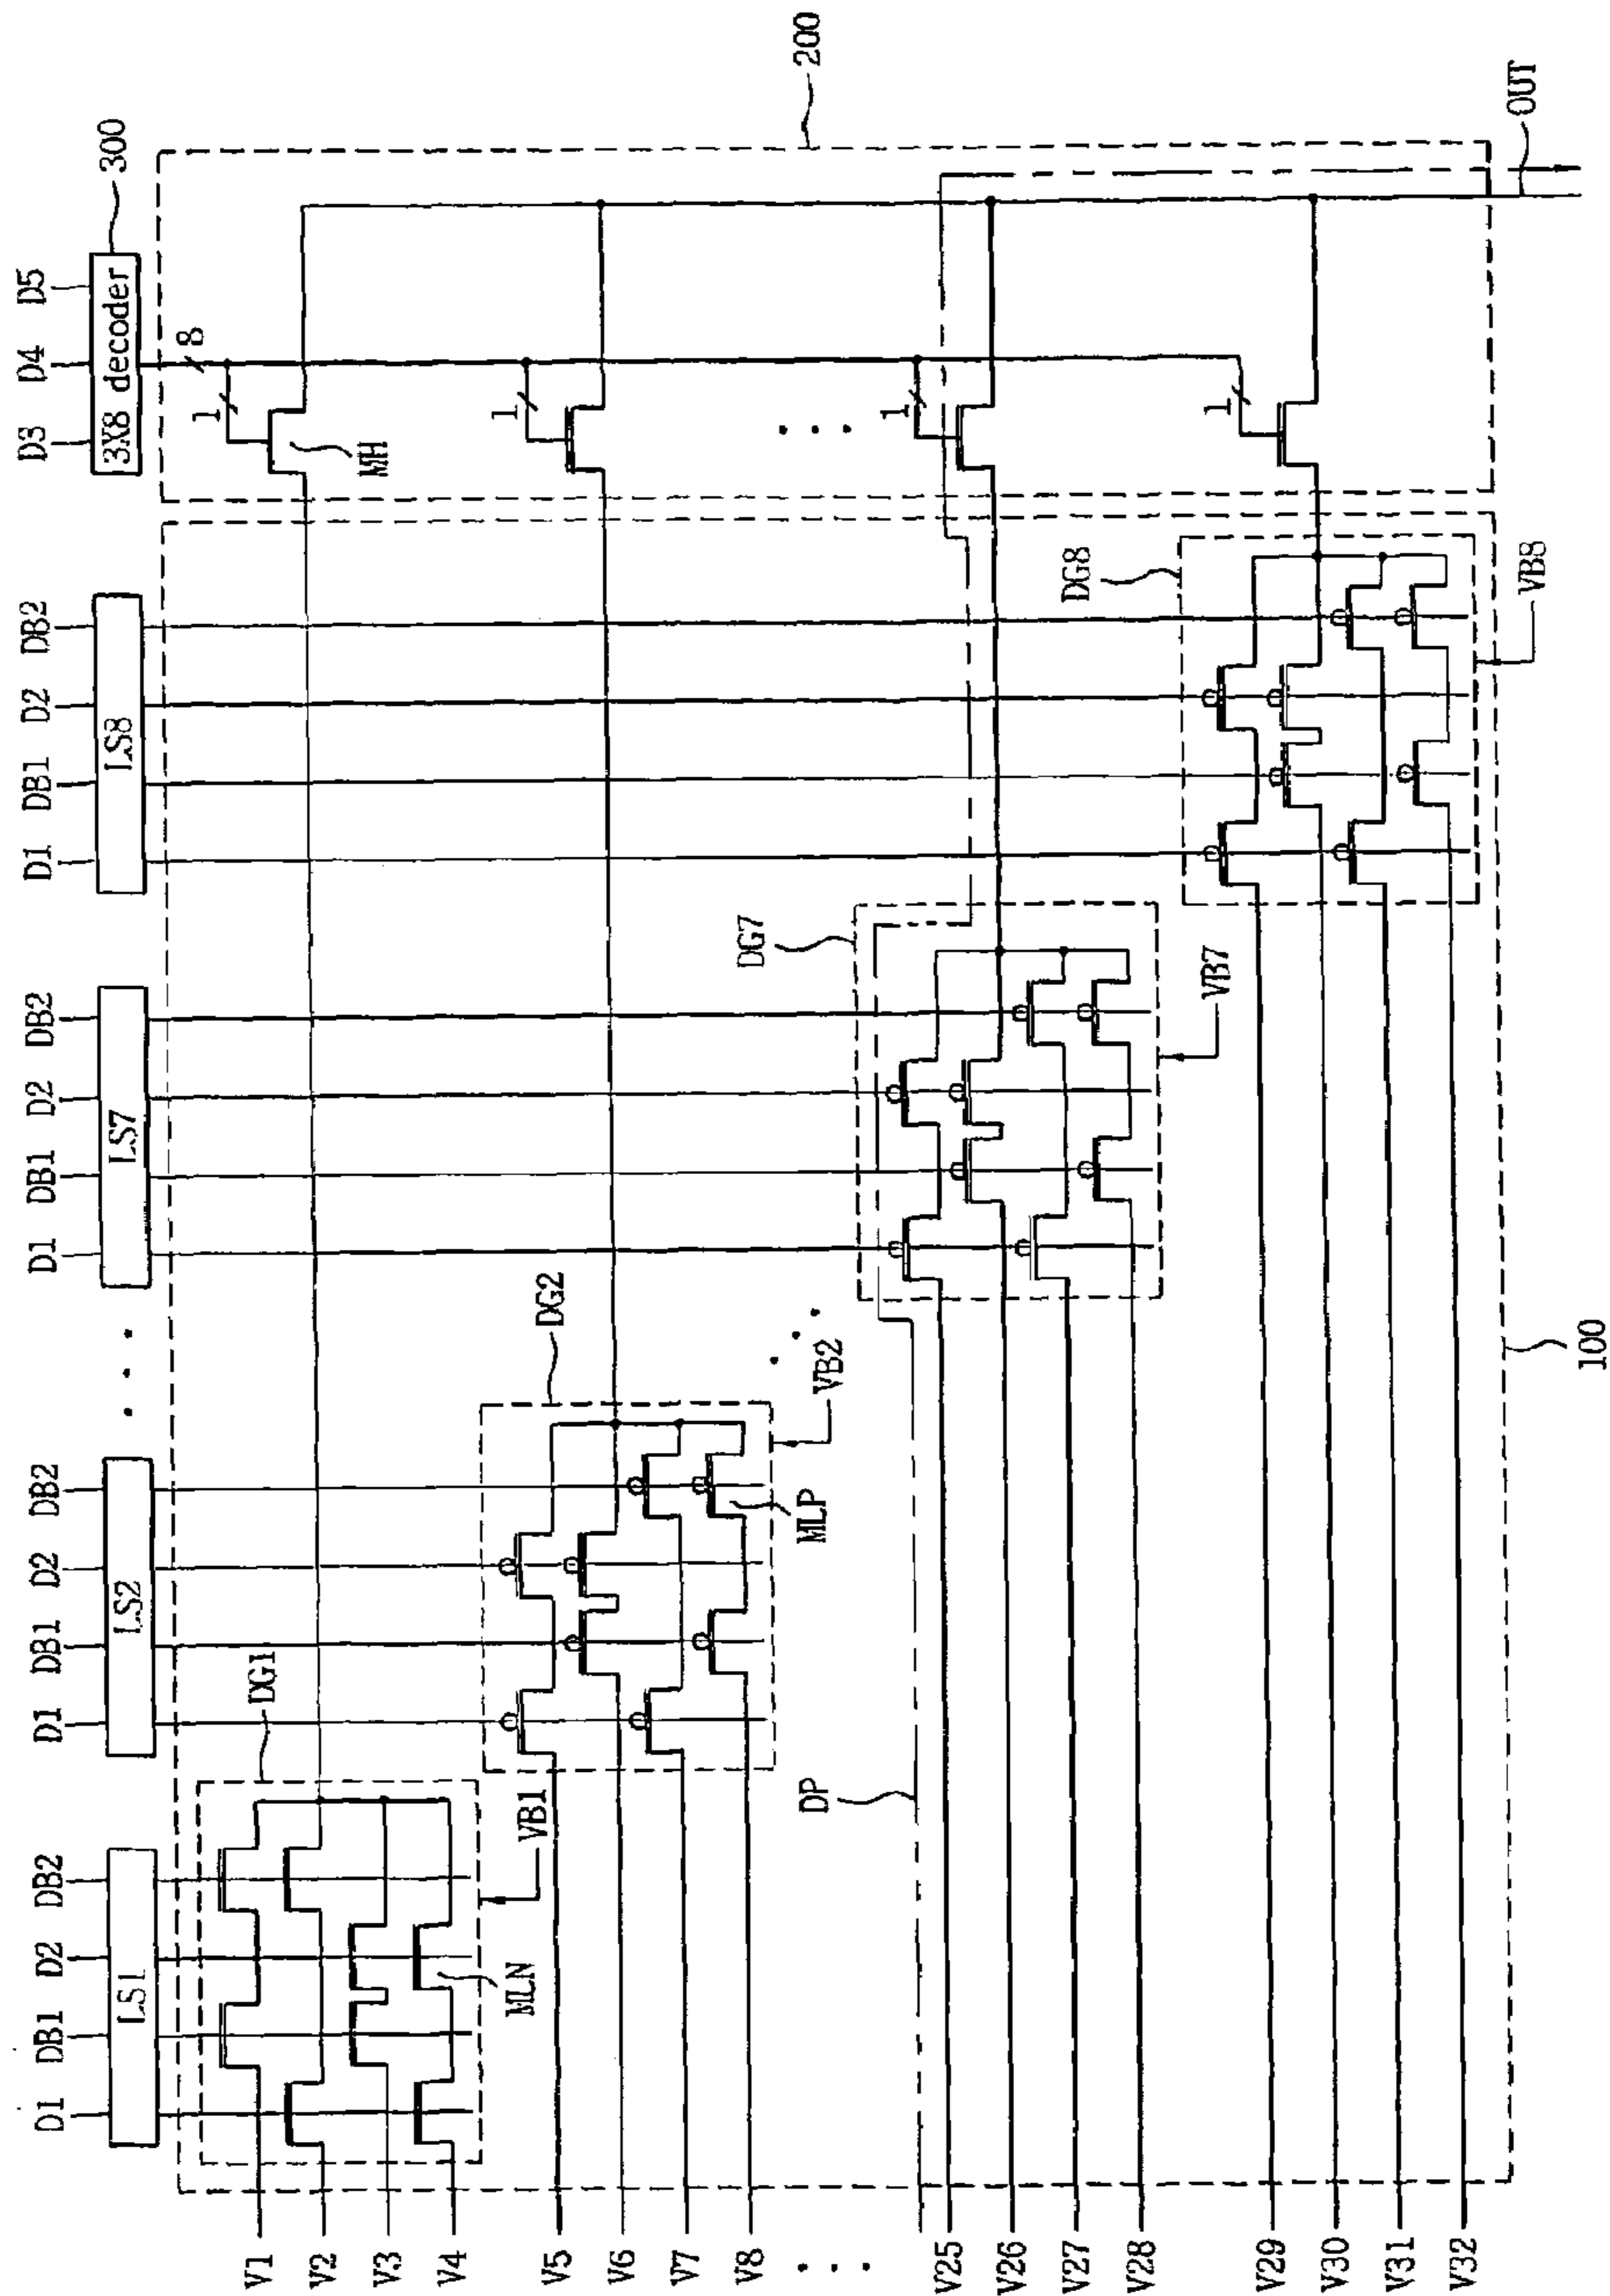 D3 D4 D5
3X8 decoder
300
8
200
1
MH
1
. . .
1
1
OUT
D1 DB1 D2 DB2
LS1
D1 DB1 D2 DB2
LS2
. . .
D1 DB1 D2 DB2
LS7
D1 DB1 D2 DB2
LS8
DG1
MLN
VB1
DG2
MLP
VB2
. . .
DP
DG7
VB7
DG8
VB8
100
V1
V2
V3
V4
V5
V6
V7
V8
. . .
V25
V26
V27
V28
V29
V30
V31
V32